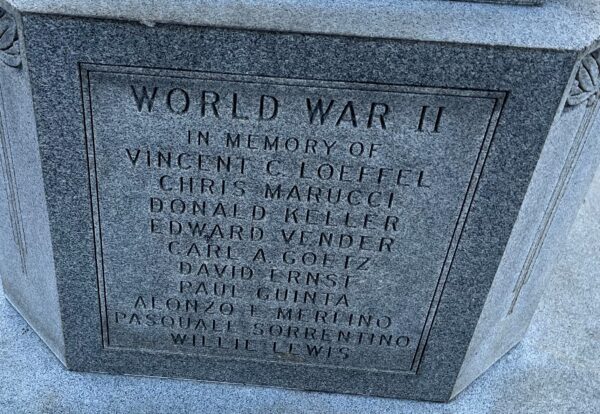 WORLD WAR II
IN MEMORY OF
VINCENT C. LOEFFEL
CHRIS MARUCCI
DONALD KELLER
EDWARD VENDER
CARL A. GOETZ
DAVID ERNST
PAUL GUINTA
ALONZO F. MERLINO
PASQUALE SORRENTINO
WILLIE LEWIS